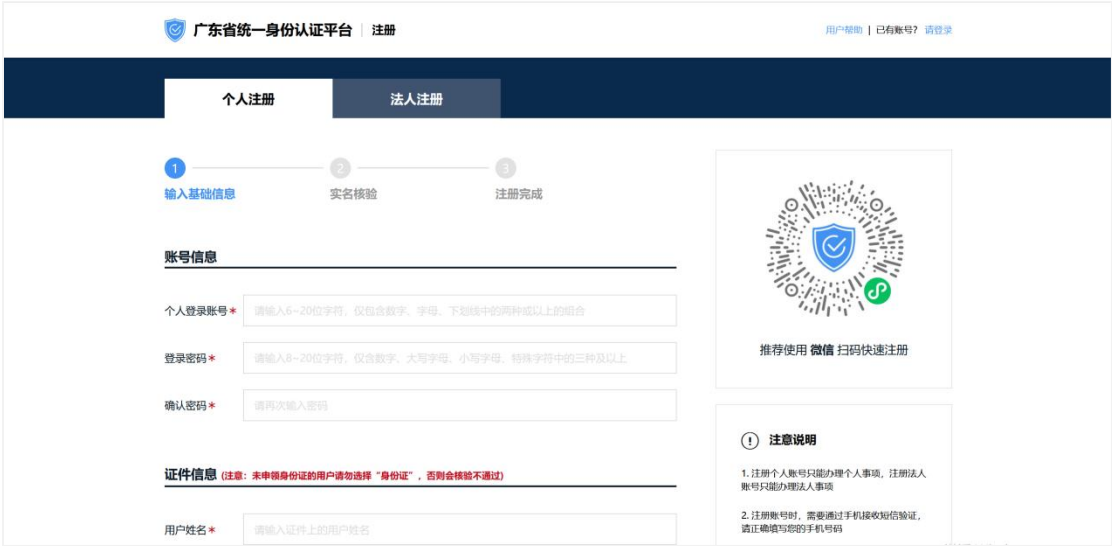 广东省统一身份认证平台 | 注册
用户帮助 | 已有账号? 请登录
个人注册 法人注册
1 2 3
输入基础信息 实名核验 注册完成
账号信息
个人登录账号* 请输入6~20位字符，仅包含数字、字母、下划线中的两种或以上的组合
登录密码* 请输入8~20位字符，仅含数字、大写字母、小写字母、特殊字符中的三种及以上
确认密码* 请再次输入密码
证件信息 (注意：未申领身份证的用户请勿选择“身份证”，否则会核验不通过)
用户姓名* 请输入证件上的用户姓名
推荐使用 微信 扫码快速注册
注意说明
1. 注册个人账号只能办理个人事项，注册法人
账号只能办理法人事项
2. 注册账号时，需要通过手机接收短信验证，
请正确填写您的手机号码